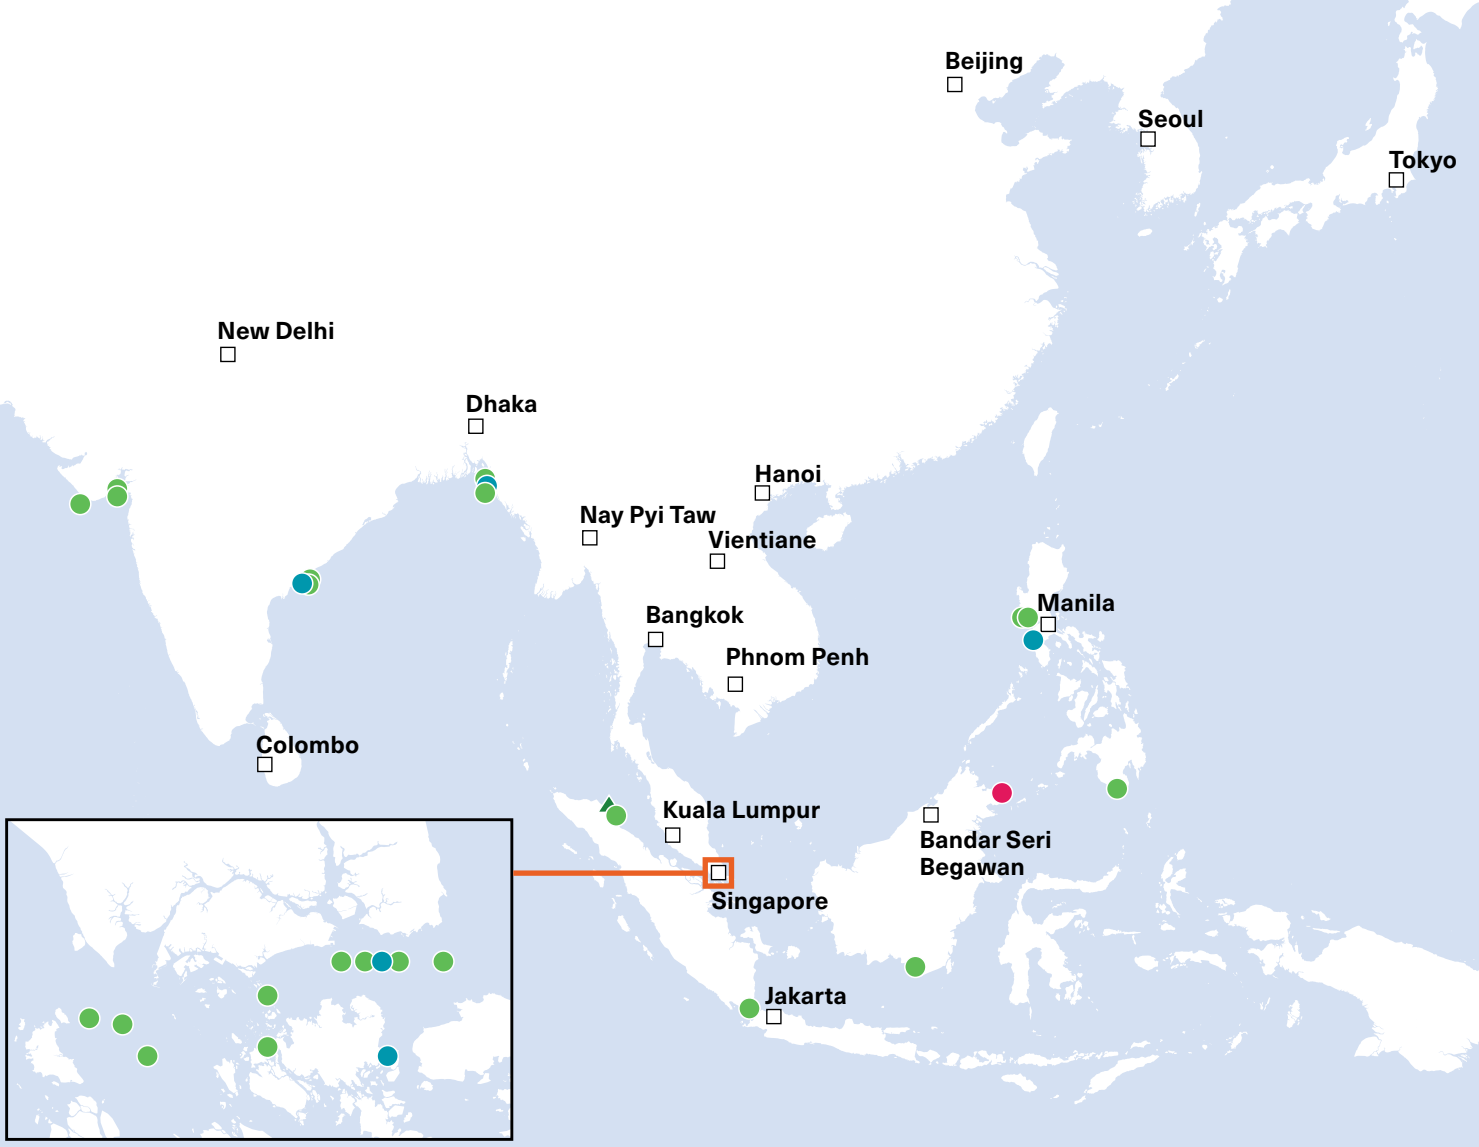 Beijing
Seoul
Tokyo
New Delhi
Dhaka
Hanoi
Nay Pyi Taw
Vientiane
Manila
Bangkok
Phnom Penh
Colombo
Kuala Lumpur
Bandar Seri
Begawan
Singapore
Jakarta